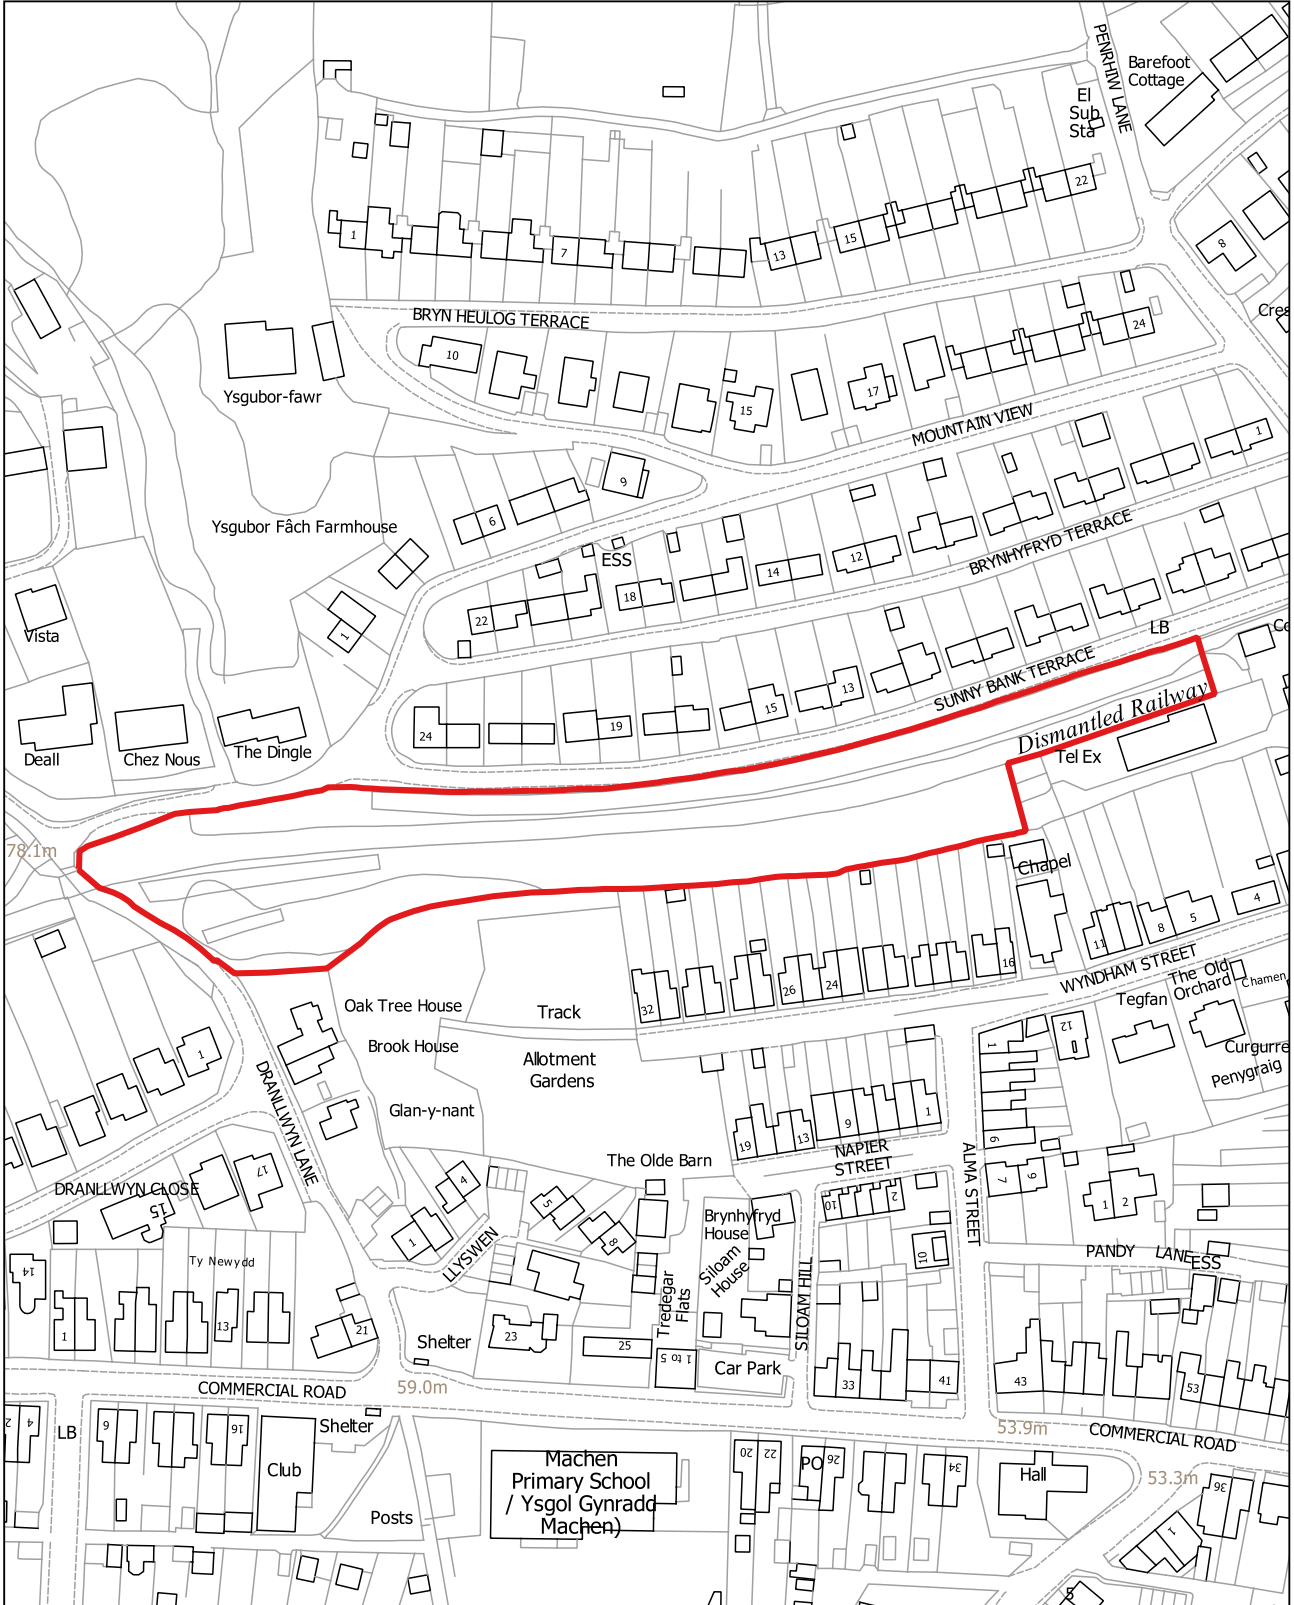 PENRHIW LANE
Barefoot
Cottage
El
Sub
Sta
22
1
7
13
15
8
BRYN HEULOG TERRACE
24
10
15
17
Ysgubor-fawr
MOUNTAIN VIEW
1
9
6
Ysgubor Fâch Farmhouse
ESS
BRYNHYFRYD TERRACE
12
14
18
22
1
Vista
LB
SUNNY BANK TERRACE
13
15
19
24
Dismantled Railway
Tel Ex
Deall
Chez Nous
The Dingle
78.1m
Chapel
4
5
8
11
WYNDHAM STREET
16
24
26
32
The Old
Orchard
Chamen
Tegfan
Oak Tree House
Track
Brook House
Allotment
Gardens
Glan-y-nant
12
1
Curgurre
Penygraig
1
DRANLLWYN LANE
1
9
13
19
6
NAPIER
STREET
ALMA STREET
The Olde Barn
17
DRANLLWYN CLOSE
15
4
5
8
1
LLYSWEN
10
2
7
9
1
2
Brynhyfryd
House
Siloam
House
SILOAM HILL
10
PANDY LANE
ESS
Ty Newydd
14
1
13
21
Shelter
23
25
Tredegar
Flats
1 to 5
Car Park
33
41
43
53
COMMERCIAL ROAD
59.0m
53.9m
COMMERCIAL ROAD
53.3m
2
4
LB
6
16
Shelter
Club
Posts
Machen
Primary School
/ Ysgol Gynradd
Machen)
20
22
PO
26
34
Hall
36
1
5